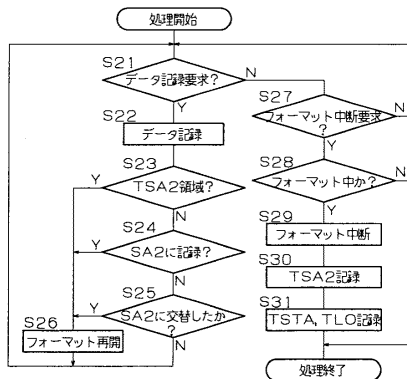 処理開始
S21
データ記録要求?
N
Y
S22
データ記録
S23
Y
TSA2領域?
N
S24
Y
SA2に記録?
N
S25
Y
SA2に交替したか
?
N
S26
フォーマット再開
S27
フォーマット中断要求
?
N
Y
S28
フォーマット中か?
N
Y
S29
フォーマット中断
S30
TSA2記録
S31
TSTA,TLO記録
処理終了